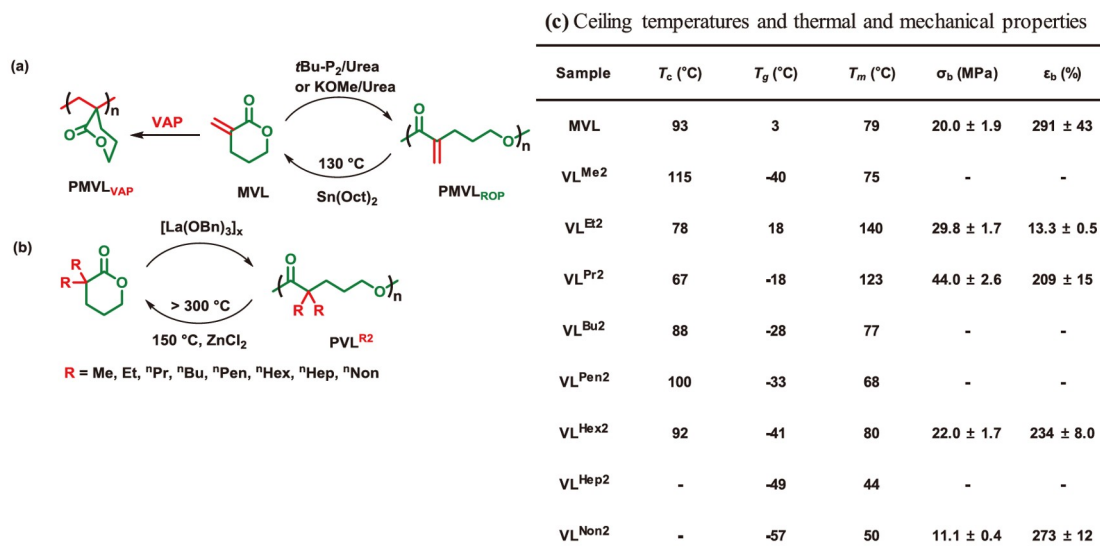 (c) Ceiling temperatures and thermal and mechanical properties
(a)
tBu-P2/Urea
or KOMe/Urea
VAP
O
O
n
PMVLVAP
O
O
MVL
130 °C
Sn(Oct)2
O
O
n
PMVLROP
(b)
[La(OBn)3]x
R
R
O
O
> 300 °C
150 °C, ZnCl2
O
R R
O
n
PVLR2
R = Me, Et, nPr, nBu, nPen, nHex, nHep, nNon
Sample Tc (°C) Tg (°C) Tm (°C) σb (MPa) εb (%)
MVL 93 3 79 20.0 ± 1.9 291 ± 43
VLMe2 115 -40 75 - -
VLEt2 78 18 140 29.8 ± 1.7 13.3 ± 0.5
VLPr2 67 -18 123 44.0 ± 2.6 209 ± 15
VLBu2 88 -28 77 - -
VLPen2 100 -33 68 - -
VLHex2 92 -41 80 22.0 ± 1.7 234 ± 8.0
VLHep2 - -49 44 - -
VLNon2 - -57 50 11.1 ± 0.4 273 ± 12